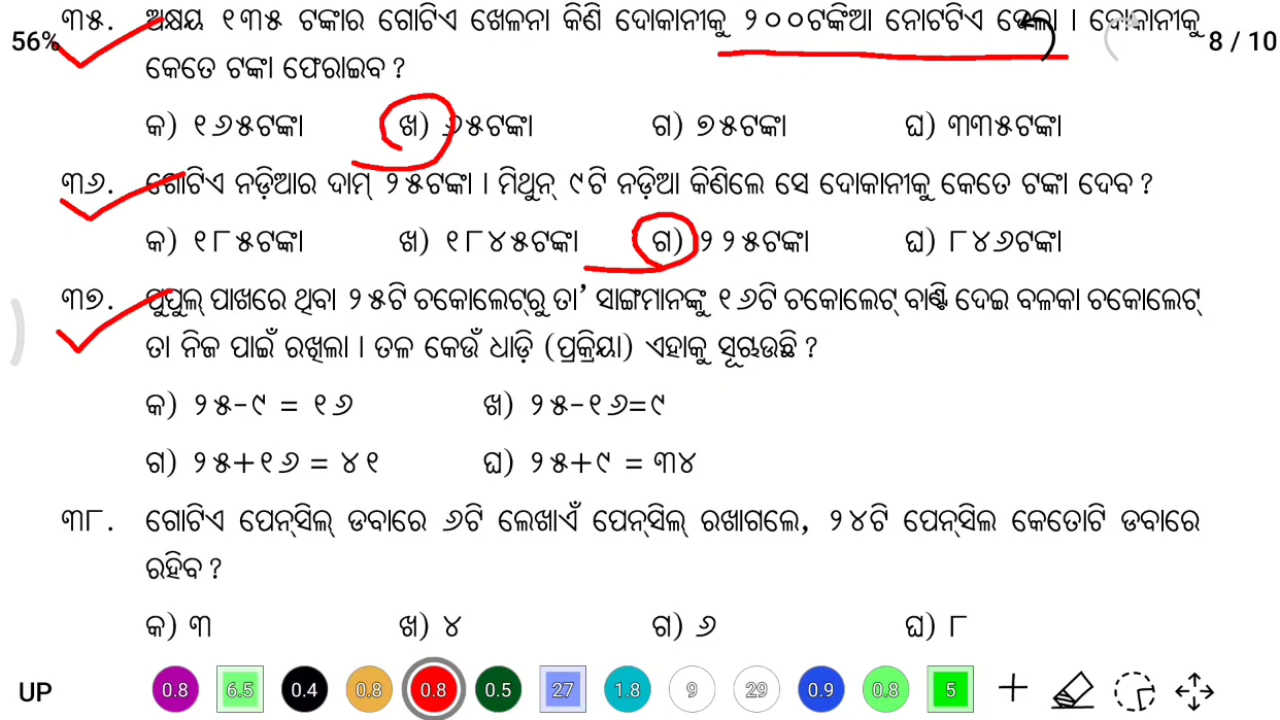 ୩୫. ଅକ୍ଷୟ ୧୩୫ ଟଙ୍କାର ଗୋଟିଏ ଖେଳନା କିଣି ଦୋକାନୀକୁ ୨୦୦ଟଙ୍କିଆ ନୋଟଟିଏ ଦେଲା । ଦୋକାନୀକୁ
56% 8 / 10
କେତେ ଟଙ୍କା ଫେରାଇବ ?
କ) ୧୬୫ଟଙ୍କା ଖ) ୬୫ଟଙ୍କା ଗ) ୭୫ଟଙ୍କା ଘ) ୩୩୫ଟଙ୍କା
୩୬. ଗୋଟିଏ ନଡ଼ିଆର ଦାମ୍ ୨୫ଟଙ୍କା । ମିଥୁନ୍ ୯ଟି ନଡ଼ିଆ କିଣିଲେ ସେ ଦୋକାନୀକୁ କେତେ ଟଙ୍କା ଦେବ ?
କ) ୧୮୫ଟଙ୍କା ଖ) ୧୮୪୫ଟଙ୍କା ଗ) ୨୨୫ଟଙ୍କା ଘ) ୮୪୬ଟଙ୍କା
୩୭. ପୁପୁଲ୍ ପାଖରେ ଥିବା ୨୫ଟି ଚକୋଲେଟ୍‌ରୁ ତା’ ସାଙ୍ଗମାନଙ୍କୁ ୧୬ଟି ଚକୋଲେଟ୍ ବାଣ୍ଟି ଦେଇ ବଳକା ଚକୋଲେଟ୍
ତା ନିଜ ପାଇଁ ରଖିଲା । ତଳ କେଉଁ ଧାଡ଼ି (ପ୍ରକ୍ରିୟା) ଏହାକୁ ସୂଚାଉଛି ?
କ) ୨୫-୯ = ୧୬ ଖ) ୨୫-୧୬=୯
ଗ) ୨୫+୧୬ = ୪୧ ଘ) ୨୫+୯ = ୩୪
୩୮. ଗୋଟିଏ ପେନ୍‌ସିଲ୍ ଡବାରେ ୬ଟି ଲେଖାଏଁ ପେନ୍‌ସିଲ୍ ରଖାଗଲେ, ୨୪ଟି ପେନ୍‌ସିଲ କେତୋଟି ଡବାରେ
ରହିବ ?
କ) ୩ ଖ) ୪ ଗ) ୬ ଘ) ୮
UP 0.8 6.5 0.4 0.8 0.8 0.5 27 1.8 9 29 0.9 0.8 5